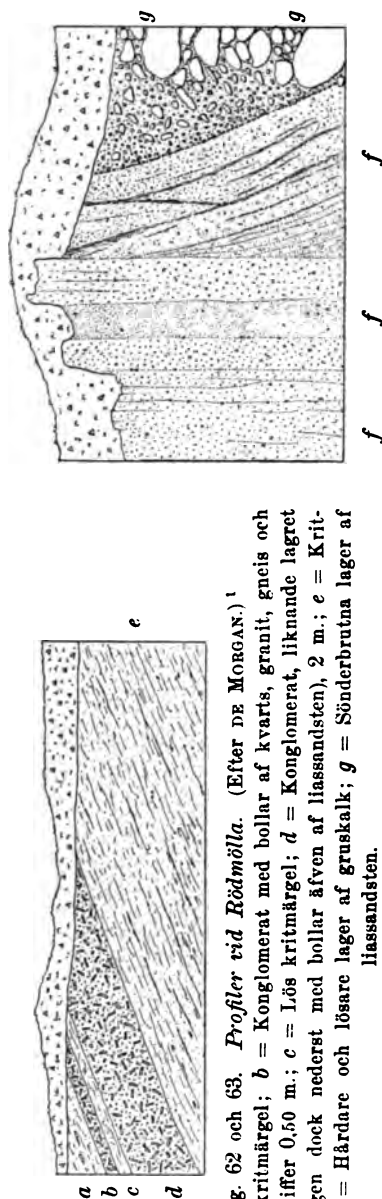 a
b
c
d
e
f
f
f
g
g
g. 62 och 63. Profiler vid Rödmölla. (Efter DE MORGAN.) ¹
ritmärgel; b = Konglomerat med bollar af kvarts, granit, gneis och
iffer 0,50 m.; c = Lös kritmärgel; d = Konglomerat, liknande lagret
gen dock nederst med bollar äfven af liassandsten), 2 m.; e = Krit-
= Hårdare och lösare lager af gruskalk; g = Sönderbrutna lager af
liassandsten.